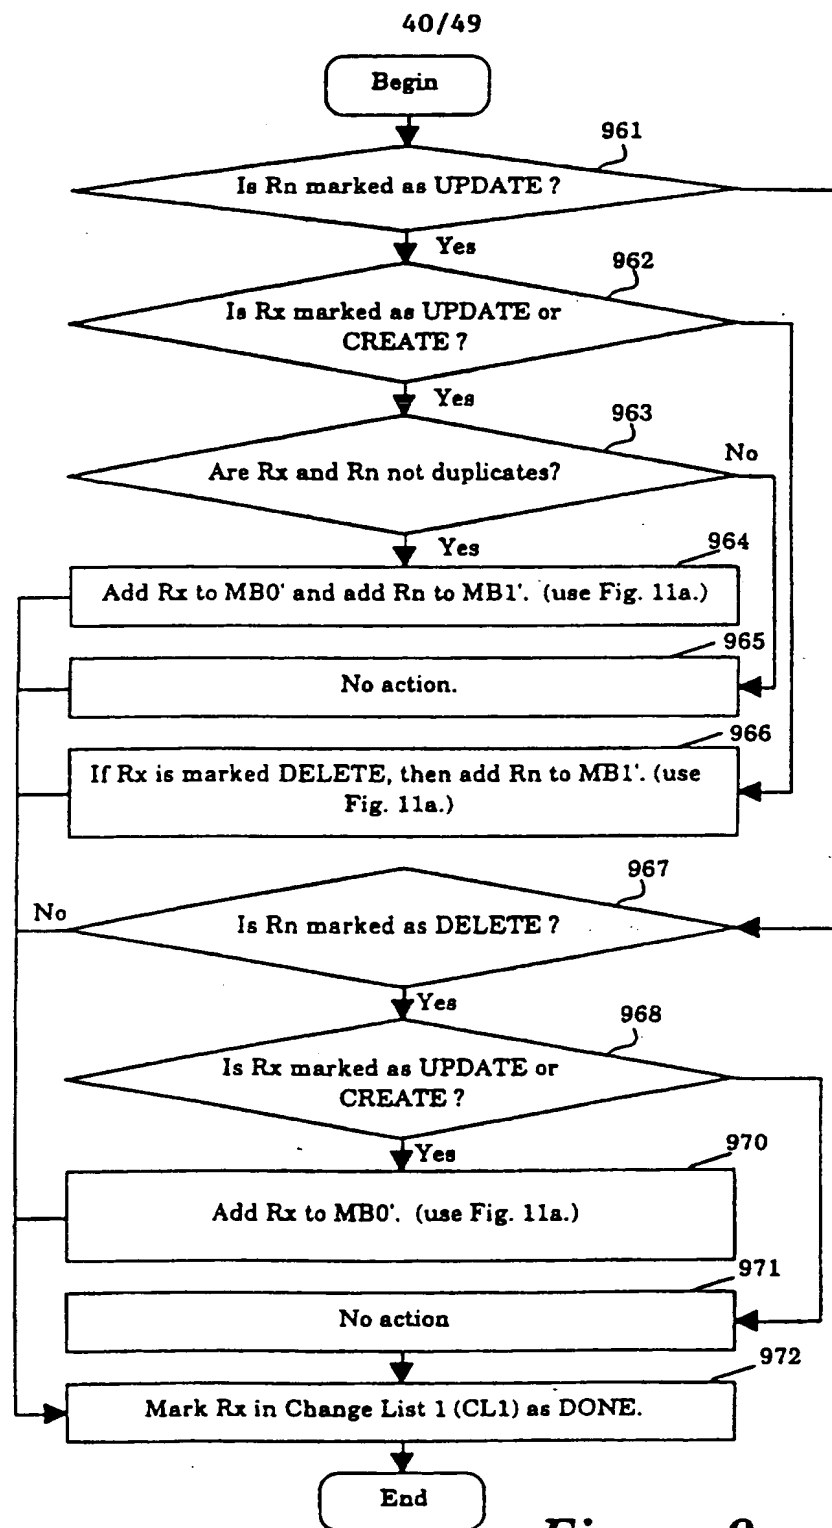 40/49
Begin
961
Is Rn marked as UPDATE ?
Yes
962
Is Rx marked as UPDATE or
CREATE ?
Yes
963
No
Are Rx and Rn not duplicates?
Yes
964
Add Rx to MB0' and add Rn to MB1'. (use Fig. 11a.)
965
No action.
966
If Rx is marked DELETE, then add Rn to MB1'. (use
Fig. 11a.)
967
No
Is Rn marked as DELETE ?
Yes
968
Is Rx marked as UPDATE or
CREATE ?
Yes
970
Add Rx to MB0'. (use Fig. 11a.)
971
No action
972
Mark Rx in Change List 1 (CL1) as DONE.
End